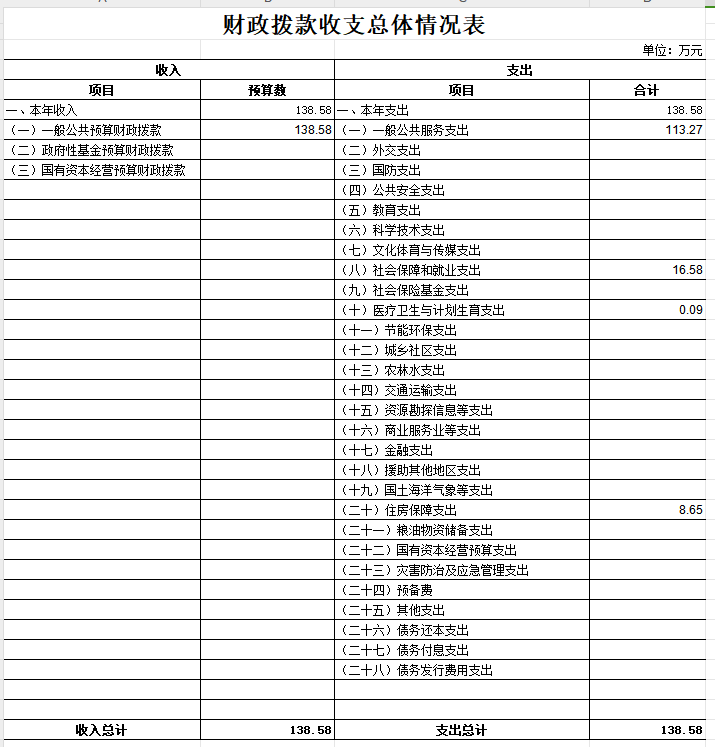 财政拨款收支总体情况表
单位：万元
收入 支出
项目 预算数 项目 合计
一、本年收入 138.58 一、本年支出 138.58
（一）一般公共预算财政拨款 138.58 （一）一般公共服务支出 113.27
（二）政府性基金预算财政拨款 （二）外交支出
（三）国有资本经营预算财政拨款 （三）国防支出
（四）公共安全支出
（五）教育支出
（六）科学技术支出
（七）文化体育与传媒支出
（八）社会保障和就业支出 16.58
（九）社会保险基金支出
（十）医疗卫生与计划生育支出 0.09
（十一）节能环保支出
（十二）城乡社区支出
（十三）农林水支出
（十四）交通运输支出
（十五）资源勘探信息等支出
（十六）商业服务业等支出
（十七）金融支出
（十八）援助其他地区支出
（十九）国土海洋气象等支出
（二十）住房保障支出 8.65
（二十一）粮油物资储备支出
（二十二）国有资本经营预算支出
（二十三）灾害防治及应急管理支出
（二十四）预备费
（二十五）其他支出
（二十六）债务还本支出
（二十七）债务付息支出
（二十八）债务发行费用支出
收入总计 138.58 支出总计 138.58